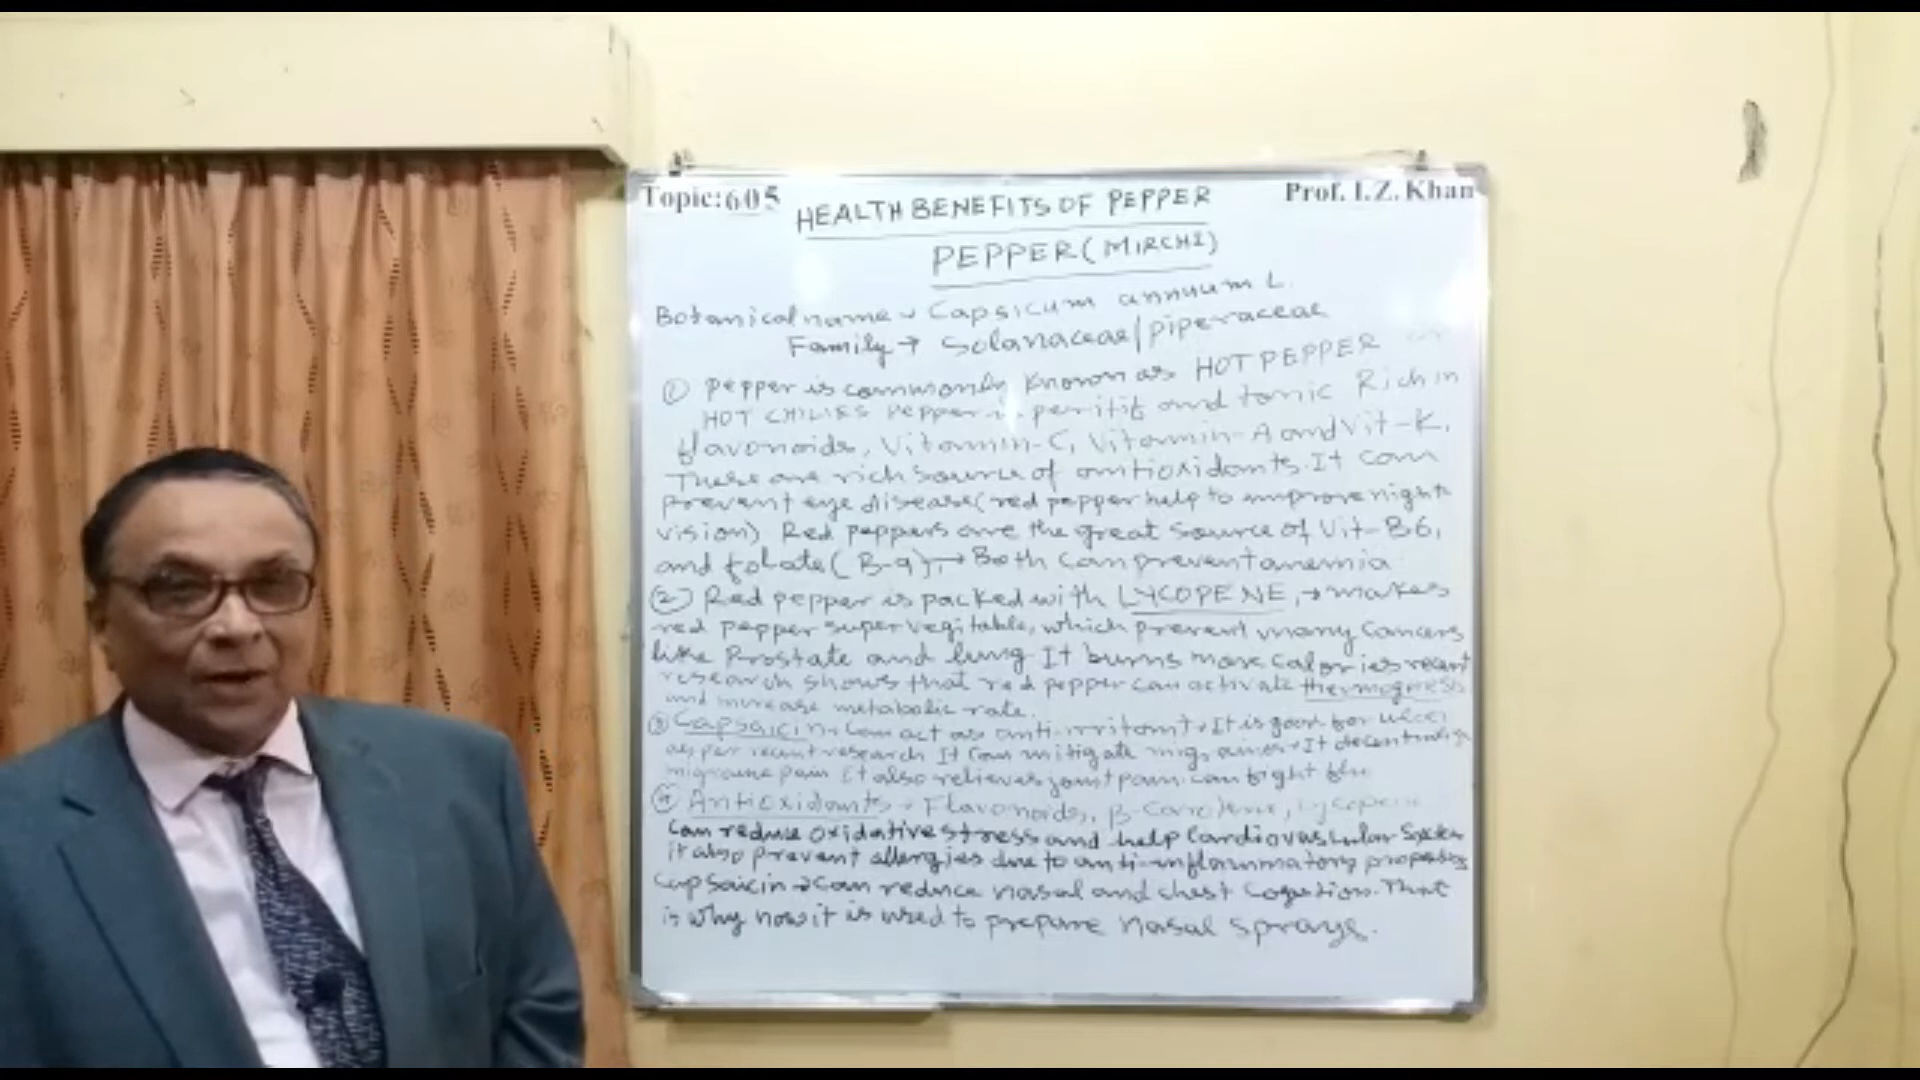 Topic:605
HEALTH BENEFITS OF PEPPER
Prof. I.Z. Khan
PEPPER (MIRCHI)
Botanical name → Capsicum annuum L.
Family → Solanaceae/piperaceae
① Pepper is commonly known as HOT PEPPER or
HOT CHILIES Pepper is peritif and tonic Rich in
flavonoids, Vitamin-C, Vitamin-A and Vit-K.
These are rich source of antioxidants. It can
prevent eye disease (red pepper help to improve night
vision) Red peppers are the great source of Vit-B6,
and folate (B-9) → Both can prevent anemia
② Red pepper is packed with LYCOPENE, → makes
red pepper super vegitable, which prevent many cancers
like Prostate and lung It burns more calories recent
research shows that red pepper can activate
and increase metabolic rate.
③ Capsaicin can act as anti-irritant. It is good for ulcer
as per recent research It can mitigate It
migraine pain It also relieves joint pain. can fight flu
④ Antioxidants → Flavonoids, β-Carotene, Lycopene
can reduce oxidative stress and help Cardiovascular System
it also prevent allergies due to anti-inflammatory properties
Capsaicin → can reduce nasal and chest cogestion. That
is why now it is used to prepare nasal sprays.